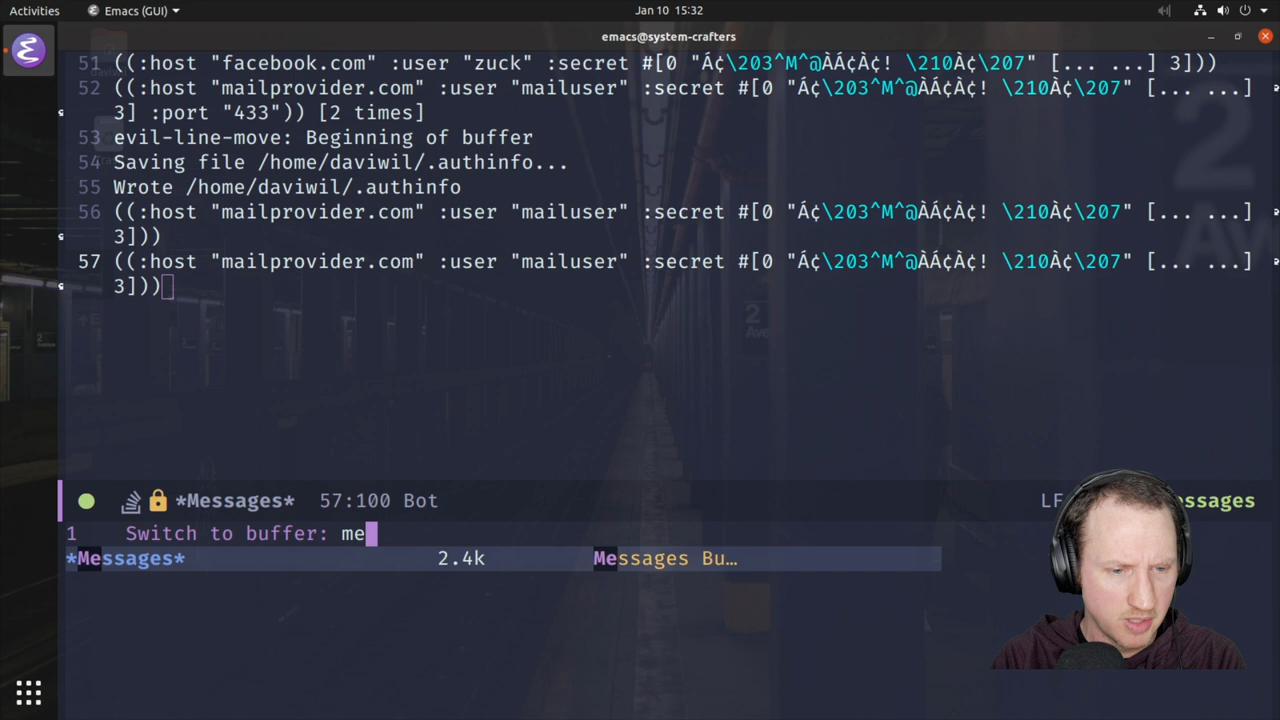 Activities Emacs (GUI) Jan 10 15:32
emacs@system-crafters
51 ((:host "facebook.com" :user "zuck" :secret #[0 "Á¢\203^M^@ÀÁ¢À¢! \210À¢\207" [... ...] 3]))
52 ((:host "mailprovider.com" :user "mailuser" :secret #[0 "Á¢\203^M^@ÀÁ¢À¢! \210À¢\207" [... ...]
3] :port "433")) [2 times]
53 evil-line-move: Beginning of buffer
54 Saving file /home/daviwil/.authinfo...
55 Wrote /home/daviwil/.authinfo
56 ((:host "mailprovider.com" :user "mailuser" :secret #[0 "Á¢\203^M^@ÀÁ¢À¢! \210À¢\207" [... ...]
3]))
57 ((:host "mailprovider.com" :user "mailuser" :secret #[0 "Á¢\203^M^@ÀÁ¢À¢! \210À¢\207" [... ...]
3]))
*Messages* 57:100 Bot LF
1 Switch to buffer: me
*Messages* 2.4k Messages Bu…